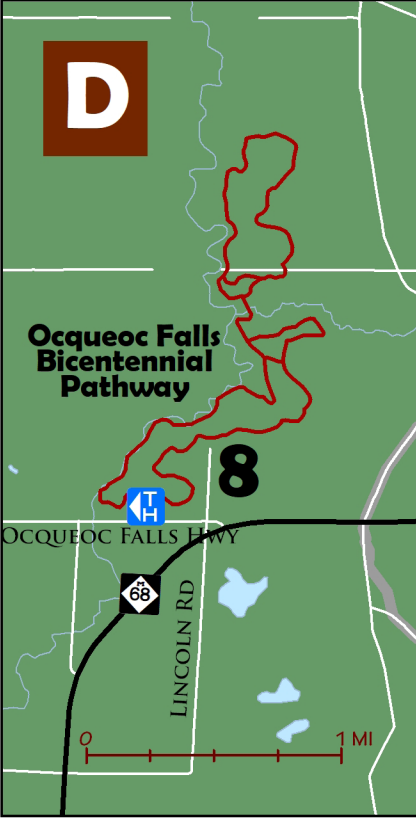 D
Ocqueoc Falls
Bicentennial
Pathway
8
T
H
OCQUEOC FALLS HWY
M
68
LINCOLN RD
0
1 MI